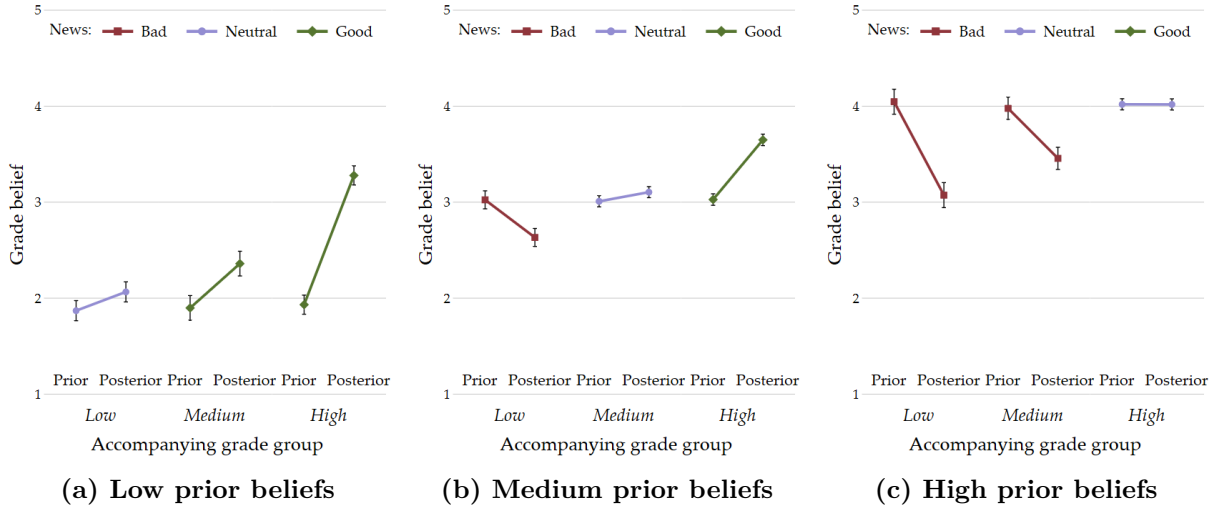 5
News: Bad Neutral Good
4
3
2
1
Grade belief
Prior Posterior Prior Posterior Prior Posterior
Low Medium High
Accompanying grade group
(a) Low prior beliefs
5
News: Bad Neutral Good
4
3
2
1
Grade belief
Prior Posterior Prior Posterior Prior Posterior
Low Medium High
Accompanying grade group
(b) Medium prior beliefs
5
News: Bad Neutral Good
4
3
2
1
Grade belief
Prior Posterior Prior Posterior Prior Posterior
Low Medium High
Accompanying grade group
(c) High prior beliefs